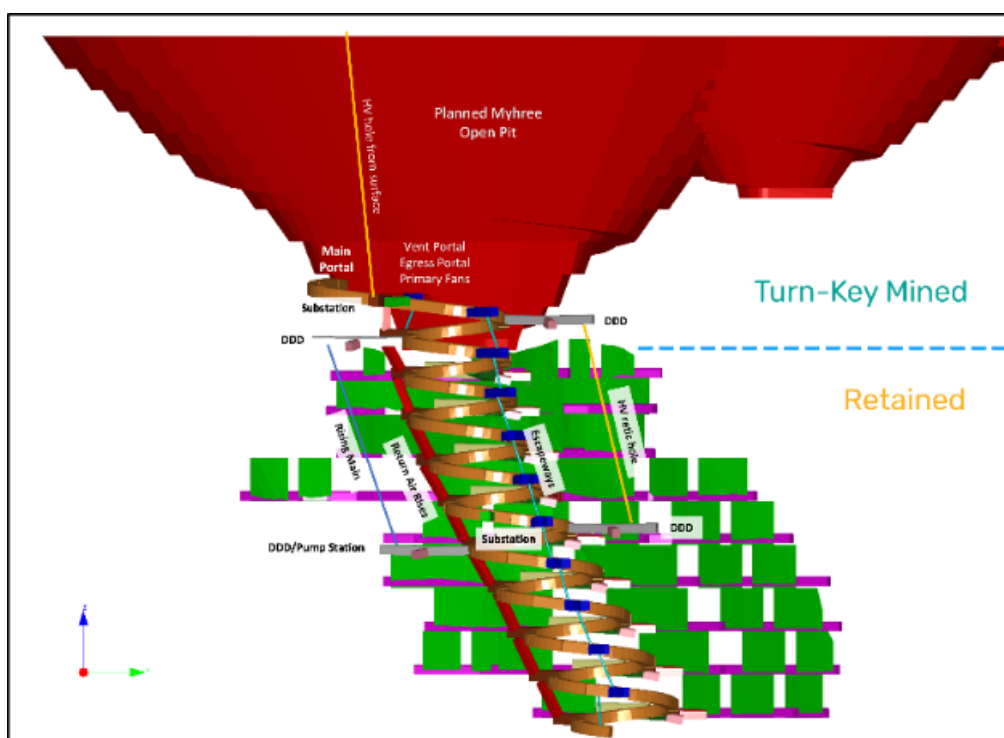 Planned Myhree
Open Pit
HV hole from surface
Main
Portal
Vent Portal
Egress Portal
Primary Fans
Substation
DDD
DDD
Turn-Key Mined
Retained
Rising Main
Return Air Rises
Escapeways
HV retic hole
Substation
DDD
DDD/Pump Station
z